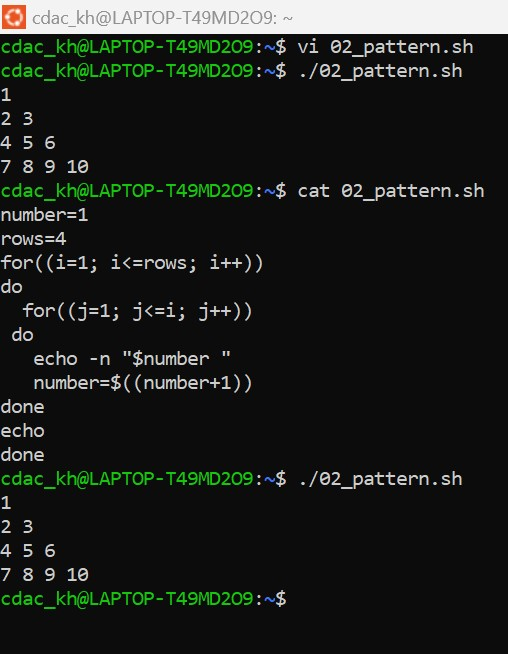 cdac_kh@LAPTOP-T49MD2O9: ~
cdac_kh@LAPTOP-T49MD2O9:~$ vi 02_pattern.sh
cdac_kh@LAPTOP-T49MD2O9:~$ ./02_pattern.sh
1
2 3
4 5 6
7 8 9 10
cdac_kh@LAPTOP-T49MD2O9:~$ cat 02_pattern.sh
number=1
rows=4
for((i=1; i<=rows; i++))
do
  for((j=1; j<=i; j++))
 do
   echo -n "$number "
   number=$((number+1))
done
echo
done
cdac_kh@LAPTOP-T49MD2O9:~$ ./02_pattern.sh
1
2 3
4 5 6
7 8 9 10
cdac_kh@LAPTOP-T49MD2O9:~$